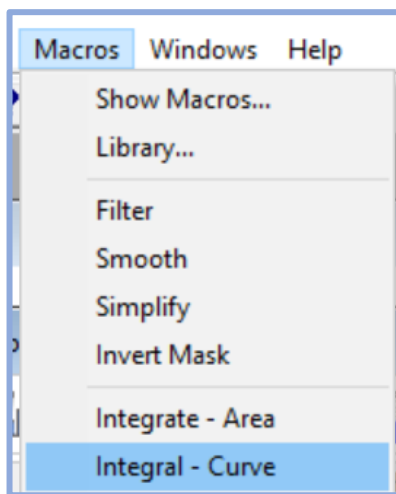 Macros Windows Help
Show Macros...
Library...
Filter
Smooth
Simplify
Invert Mask
Integrate - Area
Integral - Curve